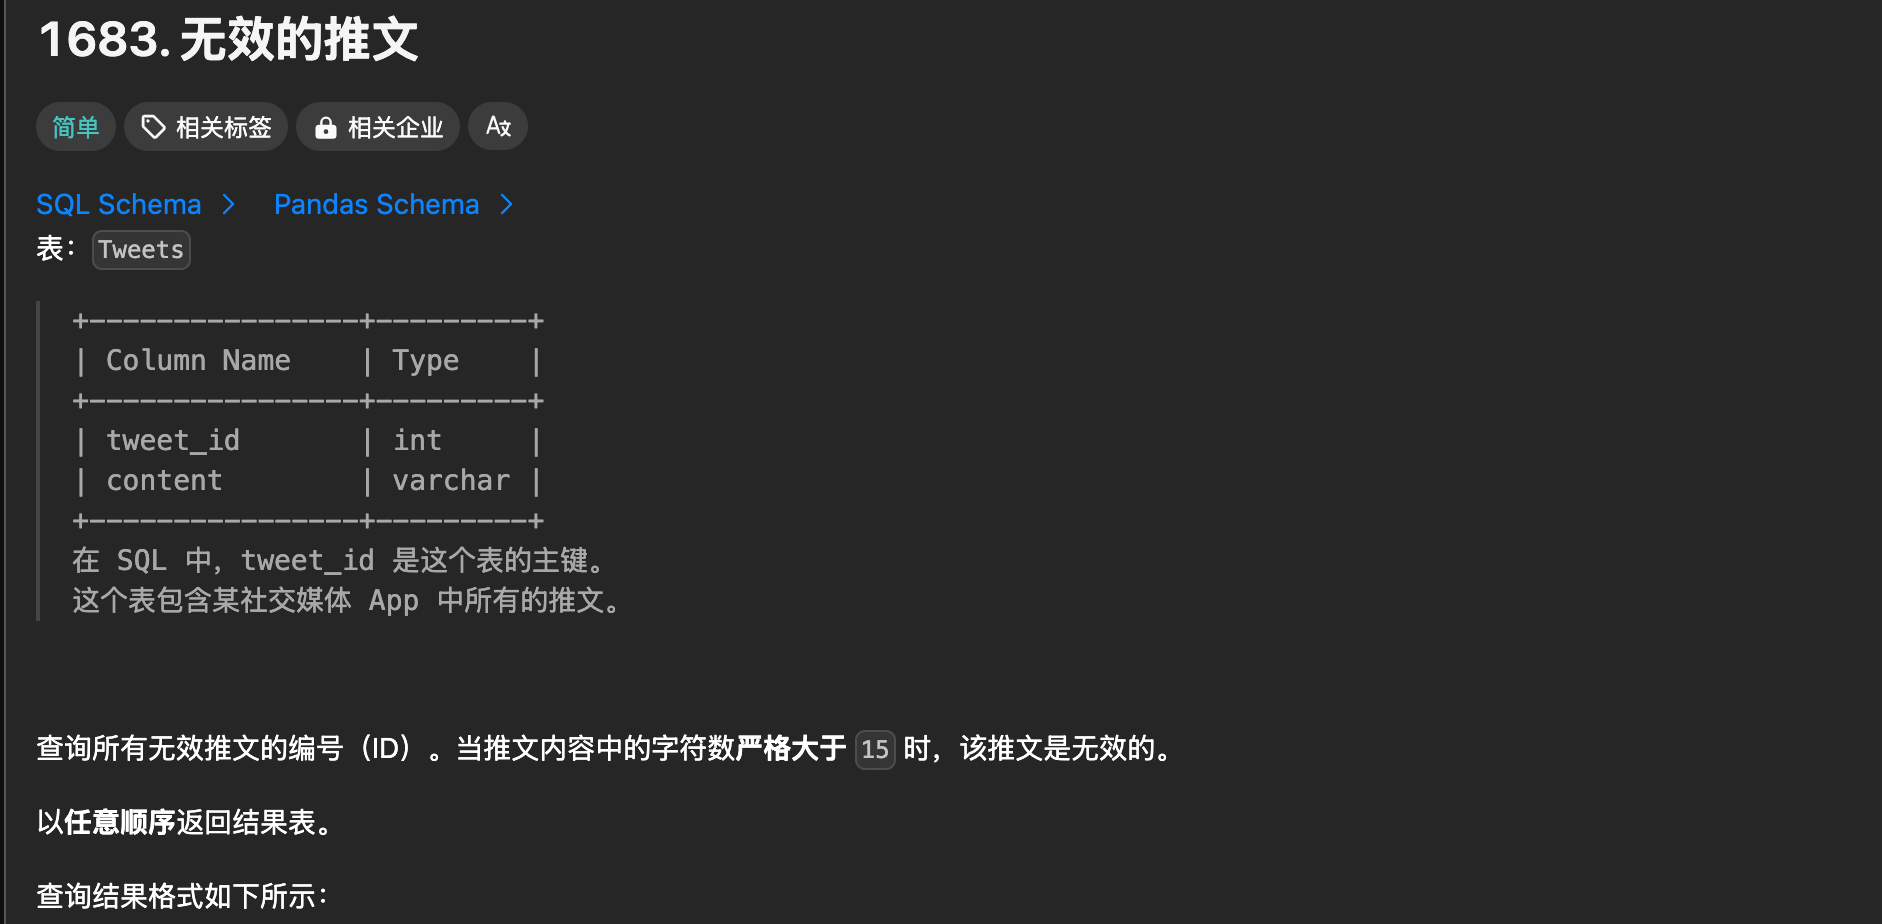 1683. 无效的推文
简单 相关标签 相关企业
SQL Schema > Pandas Schema >
表： Tweets
+----------------+---------+
| Column Name    | Type    |
+----------------+---------+
| tweet_id       | int     |
| content        | varchar |
+----------------+---------+
在 SQL 中，tweet_id 是这个表的主键。
这个表包含某社交媒体 App 中所有的推文。
查询所有无效推文的编号（ID）。当推文内容中的字符数严格大于 15 时，该推文是无效的。
以任意顺序返回结果表。
查询结果格式如下所示：